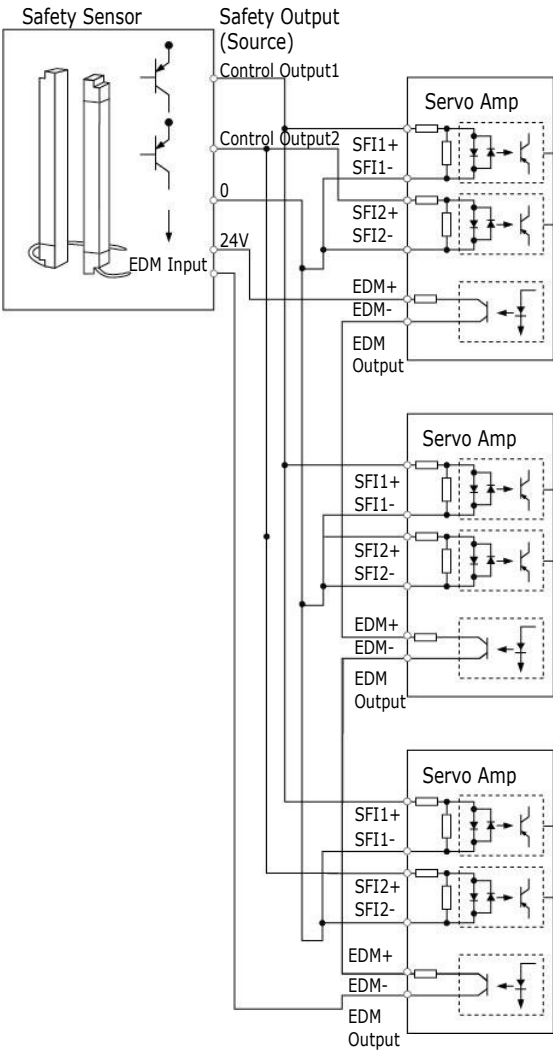 Safety Sensor
Safety Output
(Source)
Control Output1
Control Output2
0
24V
EDM Input
Servo Amp
SFI1+
SFI1-
SFI2+
SFI2-
EDM+
EDM-
EDM
Output
Servo Amp
SFI1+
SFI1-
SFI2+
SFI2-
EDM+
EDM-
EDM
Output
Servo Amp
SFI1+
SFI1-
SFI2+
SFI2-
EDM+
EDM-
EDM
Output